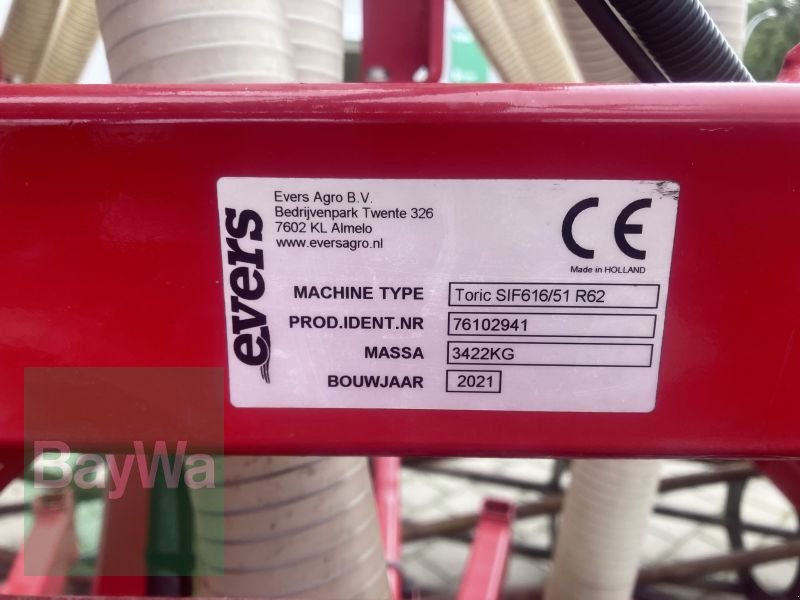 evers
Evers Agro B.V.
Bedrijvenpark Twente 326
7602 KL Almelo
www.eversagro.nl
CE
Made in HOLLAND
MACHINE TYPE Toric SIF616/51 R62
PROD.IDENT.NR 76102941
MASSA 3422KG
BOUWJAAR 2021
BayWa